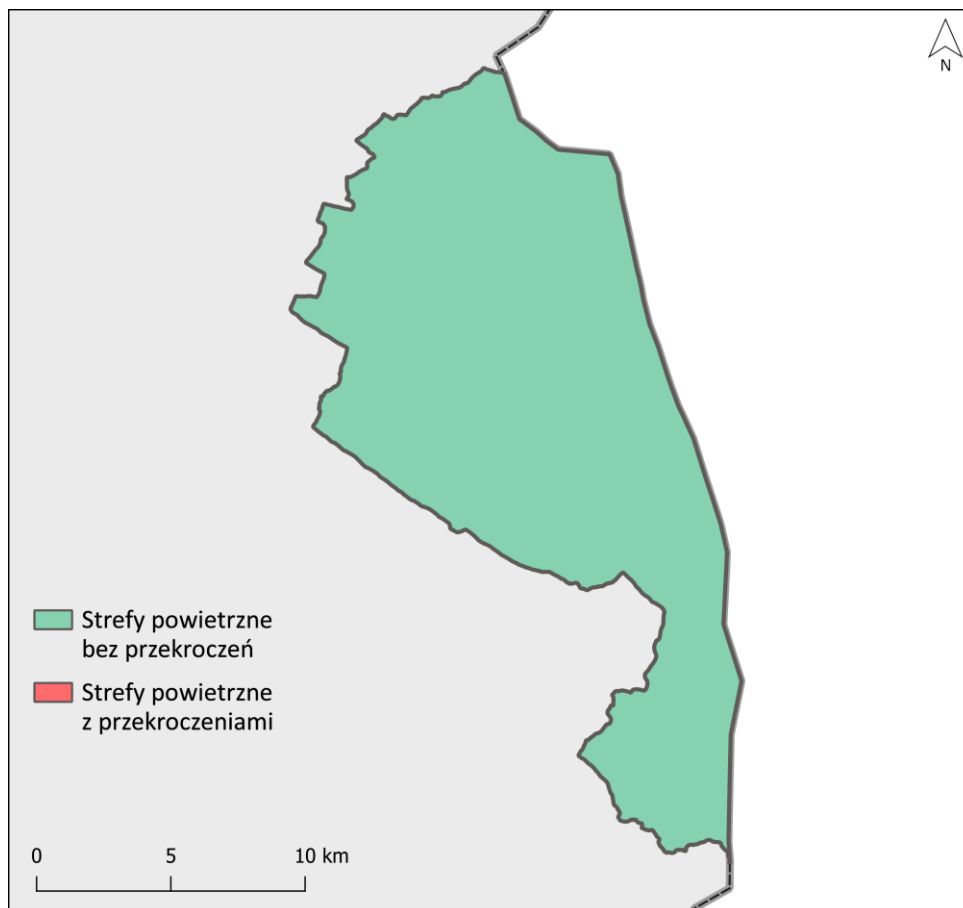 N
Strefy powietrzne
bez przekroczeń
Strefy powietrzne
z przekroczeniami
0 5 10 km